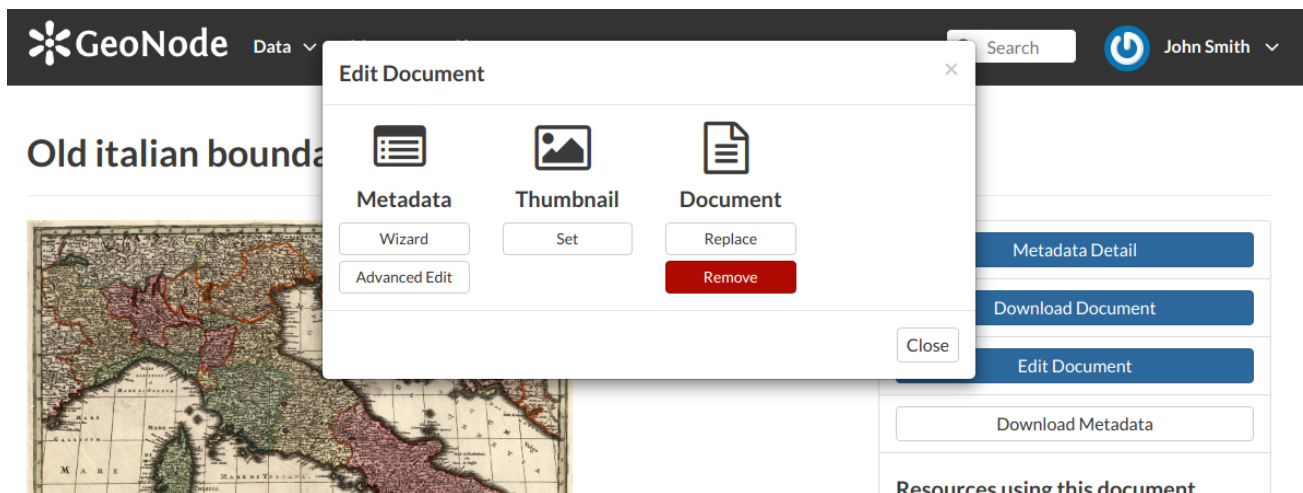 GeoNode Data Search John Smith
Edit Document ×
Old italian bounda
Metadata Thumbnail Document
Wizard Set Replace
Advanced Edit Remove
Close
Metadata Detail
Download Document
Edit Document
Download Metadata
Resources using this document
MARE